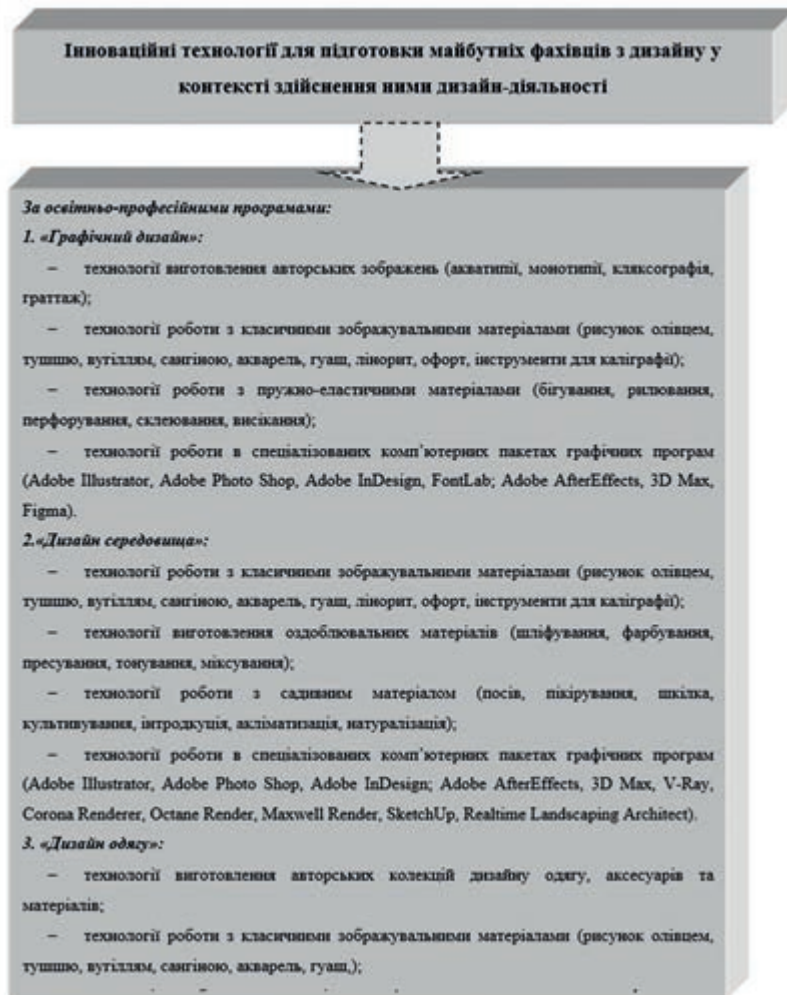 Інноваційні технології для підготовки майбутніх фахівців з дизайну у
контексті здійснення ними дизайн-діяльності
За освітньо-професійними програмами:
1. «Графічний дизайн»:
– технології виготовлення авторських зображень (акватипії, монотипії, кляксографія,
граттаж);
– технології роботи з класичними зображувальними матеріалами (рисунок олівцем,
тушшю, вугіллям, сангіною, акварель, гуаш, лінорит, офорт, інструменти для каліграфії);
– технології роботи з пружно-еластичними матеріалами (бігування, рилювання,
перфорування, склеювання, висікання);
– технології роботи в спеціалізованих комп’ютерних пакетах графічних програм
(Adobe Illustrator, Adobe Photo Shop, Adobe InDesign, FontLab; Adobe AfterEffects, 3D Max,
Figma).
2.«Дизайн середовища»:
– технології роботи з класичними зображувальними матеріалами (рисунок олівцем,
тушшю, вугіллям, сангіною, акварель, гуаш, лінорит, офорт, інструменти для каліграфії);
– технології виготовлення оздоблювальних матеріалів (шліфування, фарбування,
пресування, тонування, міксування);
– технології роботи з садивним матеріалом (посів, пікірування, шкілка,
культивування, інтродкуція, акліматизація, натуралізація);
– технології роботи в спеціалізованих комп’ютерних пакетах графічних програм
(Adobe Illustrator, Adobe Photo Shop, Adobe InDesign; Adobe AfterEffects, 3D Max, V-Ray,
Corona Renderer, Octane Render, Maxwell Render, SketchUp, Realtime Landscaping Architect).
3. «Дизайн одягу»:
– технології виготовлення авторських колекцій дизайну одягу, аксесуарів та
матеріалів;
– технології роботи з класичними зображувальними матеріалами (рисунок олівцем,
тушшю, вугіллям, сангіною, акварель, гуаш,);